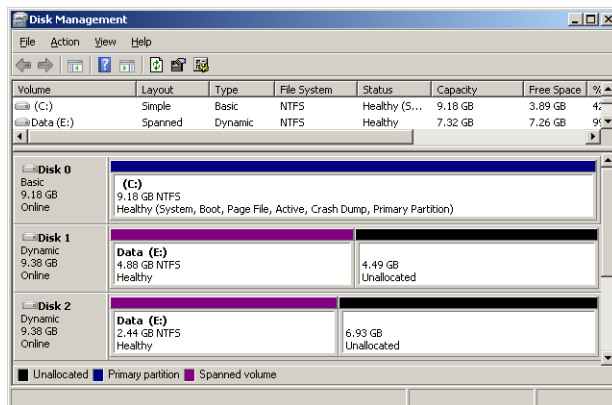 Disk Management
File Action View Help
Volume Layout Type File System Status Capacity Free Space %
(C:) Simple Basic NTFS Healthy (S... 9.18 GB 3.89 GB 42
Data (E:) Spanned Dynamic NTFS Healthy 7.32 GB 7.26 GB 99
Disk 0
Basic
9.18 GB
Online
(C:)
9.18 GB NTFS
Healthy (System, Boot, Page File, Active, Crash Dump, Primary Partition)
Disk 1
Dynamic
9.38 GB
Online
Data (E:)
4.88 GB NTFS
Healthy
4.49 GB
Unallocated
Disk 2
Dynamic
9.38 GB
Online
Data (E:)
2.44 GB NTFS
Healthy
6.93 GB
Unallocated
Unallocated Primary partition Spanned volume